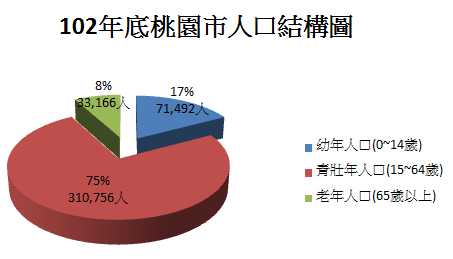 102年底桃園市人口結構圖
8%
33,166人
17%
71,492人
75%
310,756人
幼年人口(0~14歲)
青壯年人口(15~64歲)
老年人口(65歲以上)